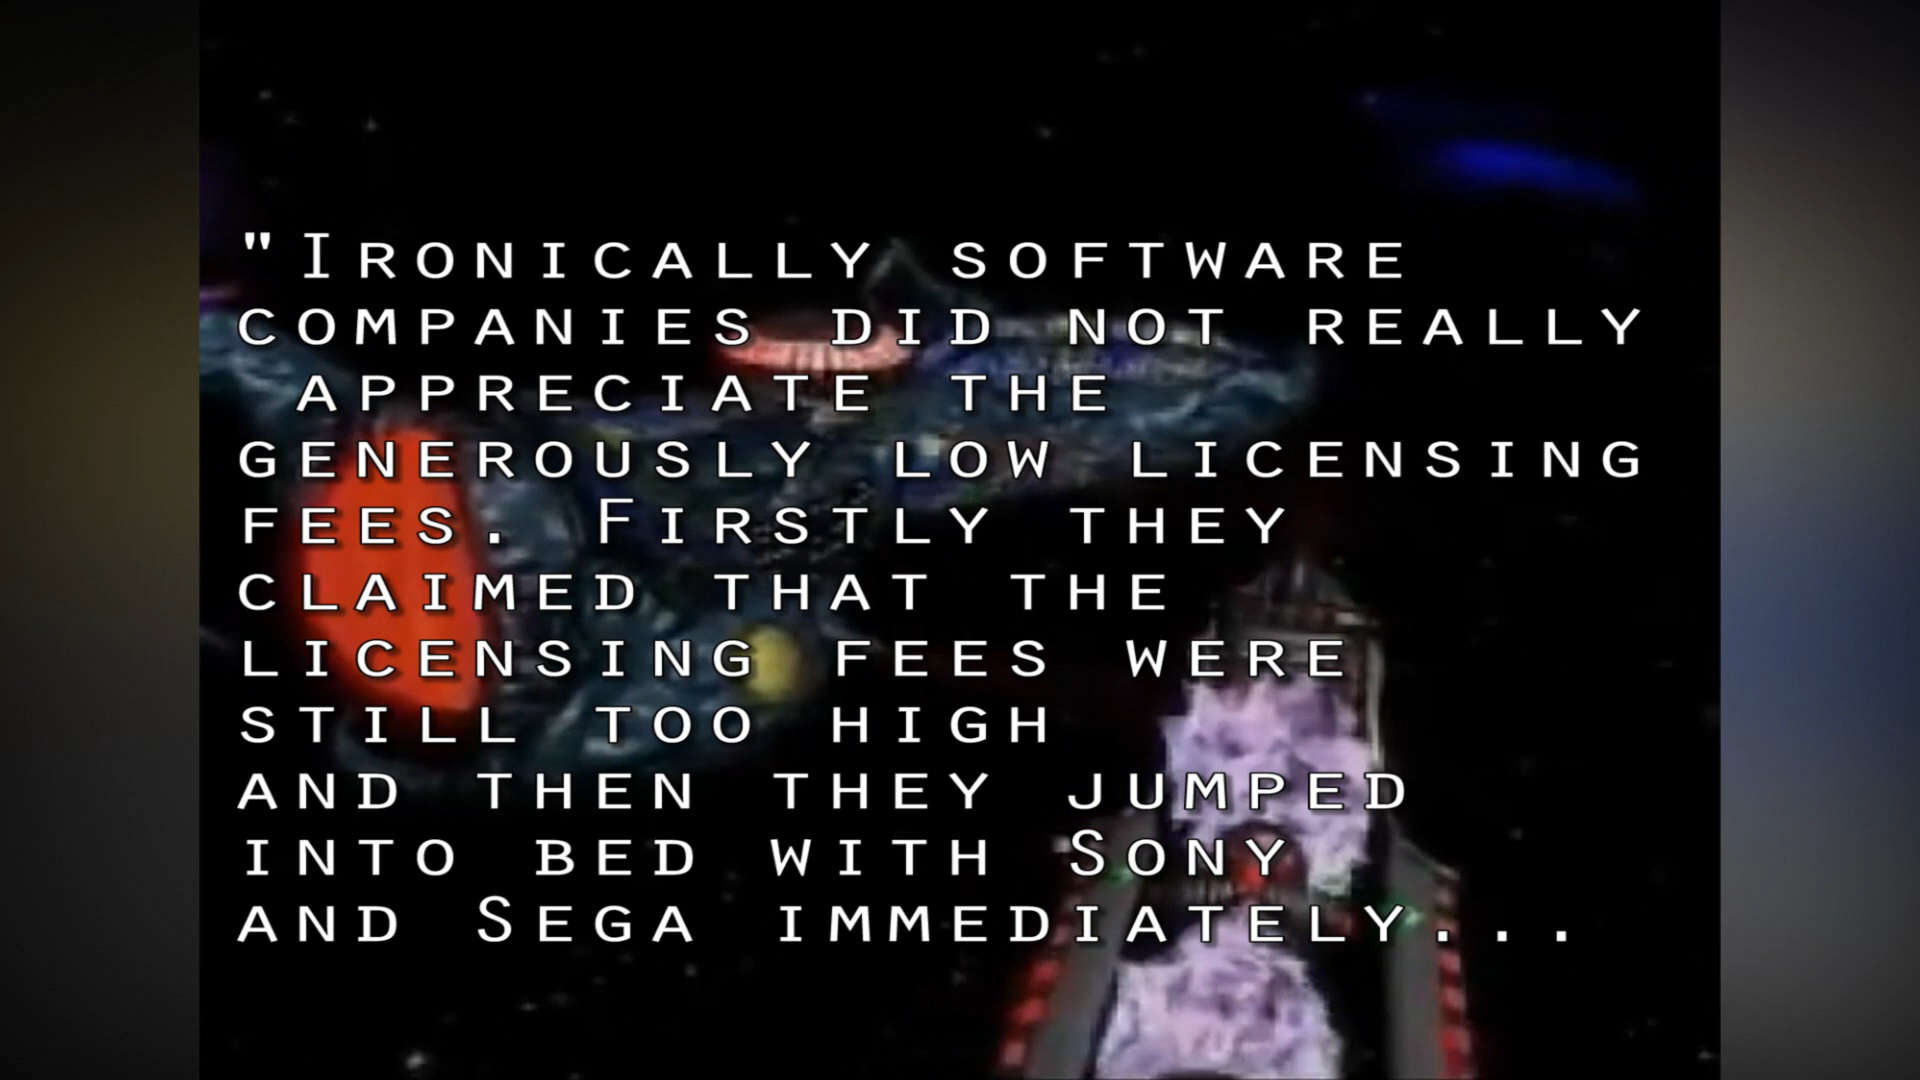 "Ironically software
companies did not really
appreciate the
generously low licensing
fees. Firstly they
claimed that the
licensing fees were
still too high
and then they jumped
into bed with Sony
and Sega immediately...